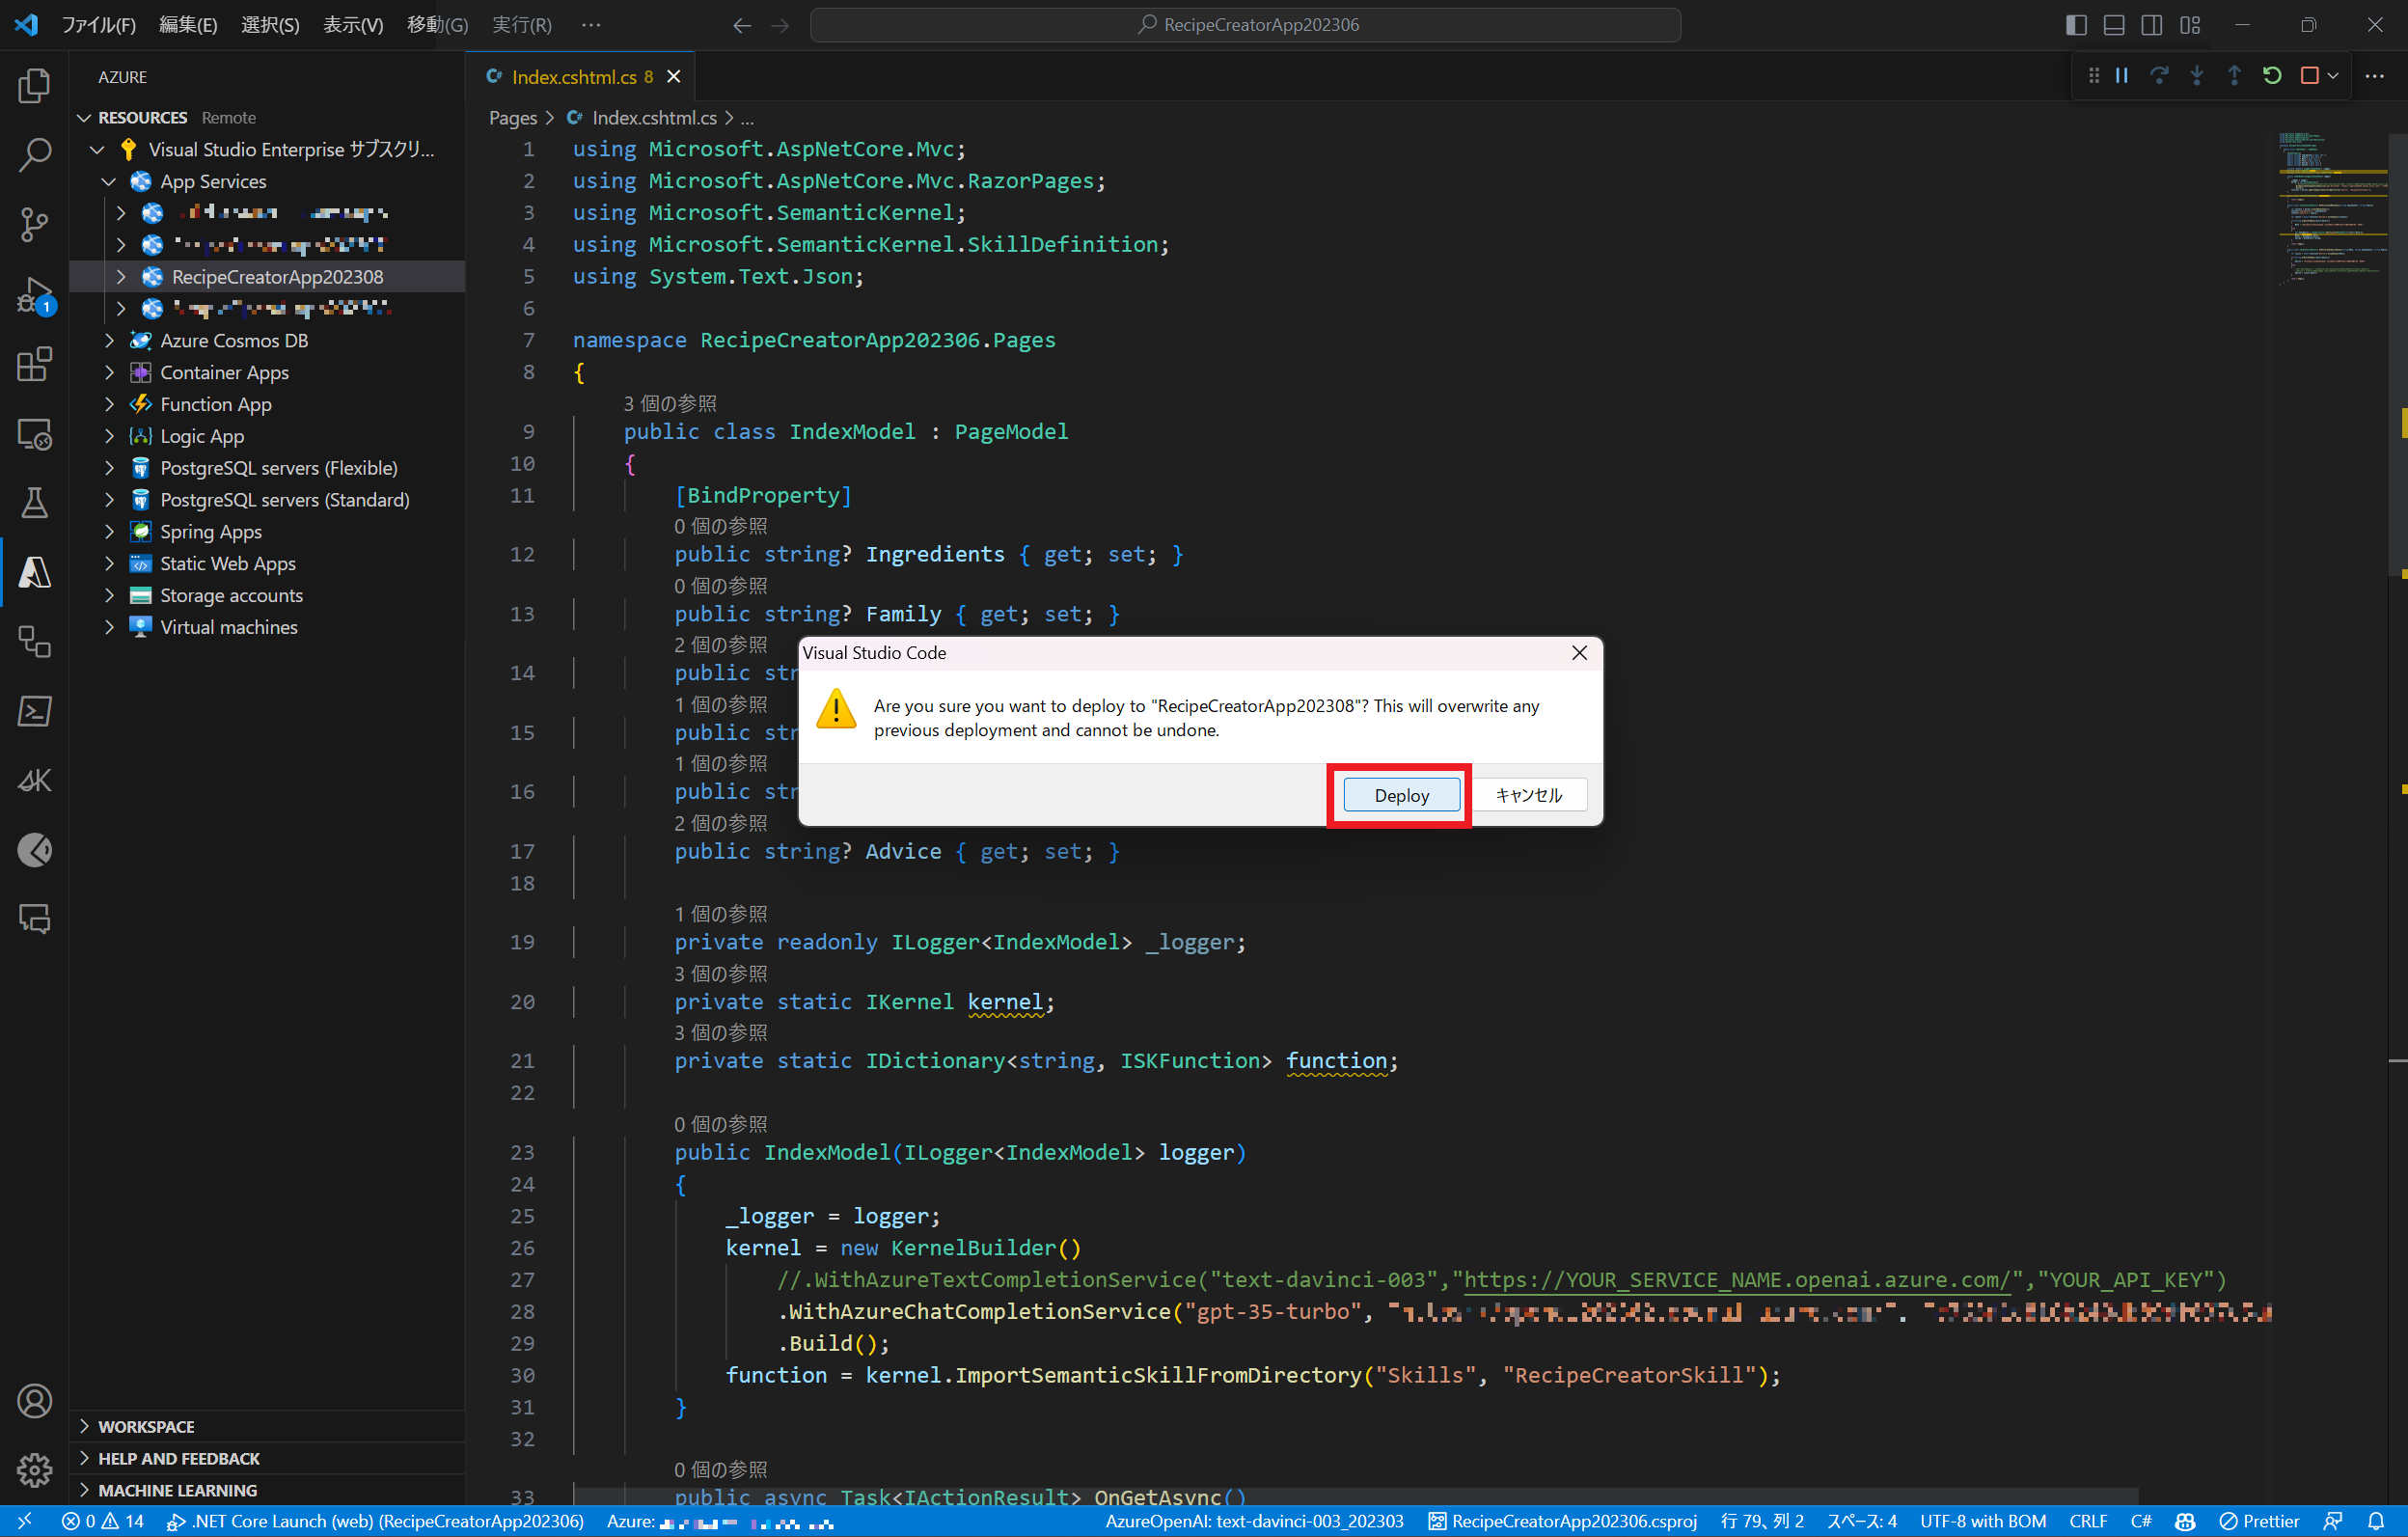 ファイル(F) 編集(E) 選択(S) 表示(V) 移動(G) 実行(R) ··· RecipeCreatorApp202306
AZURE
RESOURCES Remote
Visual Studio Enterprise サブスクリ...
App Services
RecipeCreatorApp202308
Azure Cosmos DB
Container Apps
Function App
Logic App
PostgreSQL servers (Flexible)
PostgreSQL servers (Standard)
Spring Apps
Static Web Apps
Storage accounts
Virtual machines
WORKSPACE
HELP AND FEEDBACK
MACHINE LEARNING
1
Index.cshtml.cs 8
Pages > Index.cshtml.cs > ...
1 using Microsoft.AspNetCore.Mvc;
2 using Microsoft.AspNetCore.Mvc.RazorPages;
3 using Microsoft.SemanticKernel;
4 using Microsoft.SemanticKernel.SkillDefinition;
5 using System.Text.Json;
6
7 namespace RecipeCreatorApp202306.Pages
8 {
3 個の参照
9 public class IndexModel : PageModel
10 {
11 [BindProperty]
0 個の参照
12 public string? Ingredients { get; set; }
0 個の参照
13 public string? Family { get; set; }
2 個の参照
14 public str
1 個の参照
15 public str
1 個の参照
16 public str
2 個の参照
17 public string? Advice { get; set; }
18
1 個の参照
19 private readonly ILogger<IndexModel> _logger;
3 個の参照
20 private static IKernel kernel;
3 個の参照
21 private static IDictionary<string, ISKFunction> function;
22
0 個の参照
23 public IndexModel(ILogger<IndexModel> logger)
24 {
25 _logger = logger;
26 kernel = new KernelBuilder()
27 //.WithAzureTextCompletionService("text-davinci-003","https://YOUR_SERVICE_NAME.openai.azure.com/","YOUR_API_KEY")
28 .WithAzureChatCompletionService("gpt-35-turbo",
29 .Build();
30 function = kernel.ImportSemanticSkillFromDirectory("Skills", "RecipeCreatorSkill");
31 }
32
0 個の参照
33 public async Task<IActionResult> OnGetAsync()
Visual Studio Code
Are you sure you want to deploy to "RecipeCreatorApp202308"? This will overwrite any
previous deployment and cannot be undone.
Deploy キャンセル
0 14 .NET Core Launch (web) (RecipeCreatorApp202306) Azure: AzureOpenAI: text-davinci-003_202303 RecipeCreatorApp202306.csproj 行 79、列 2 スペース: 4 UTF-8 with BOM CRLF C# Prettier